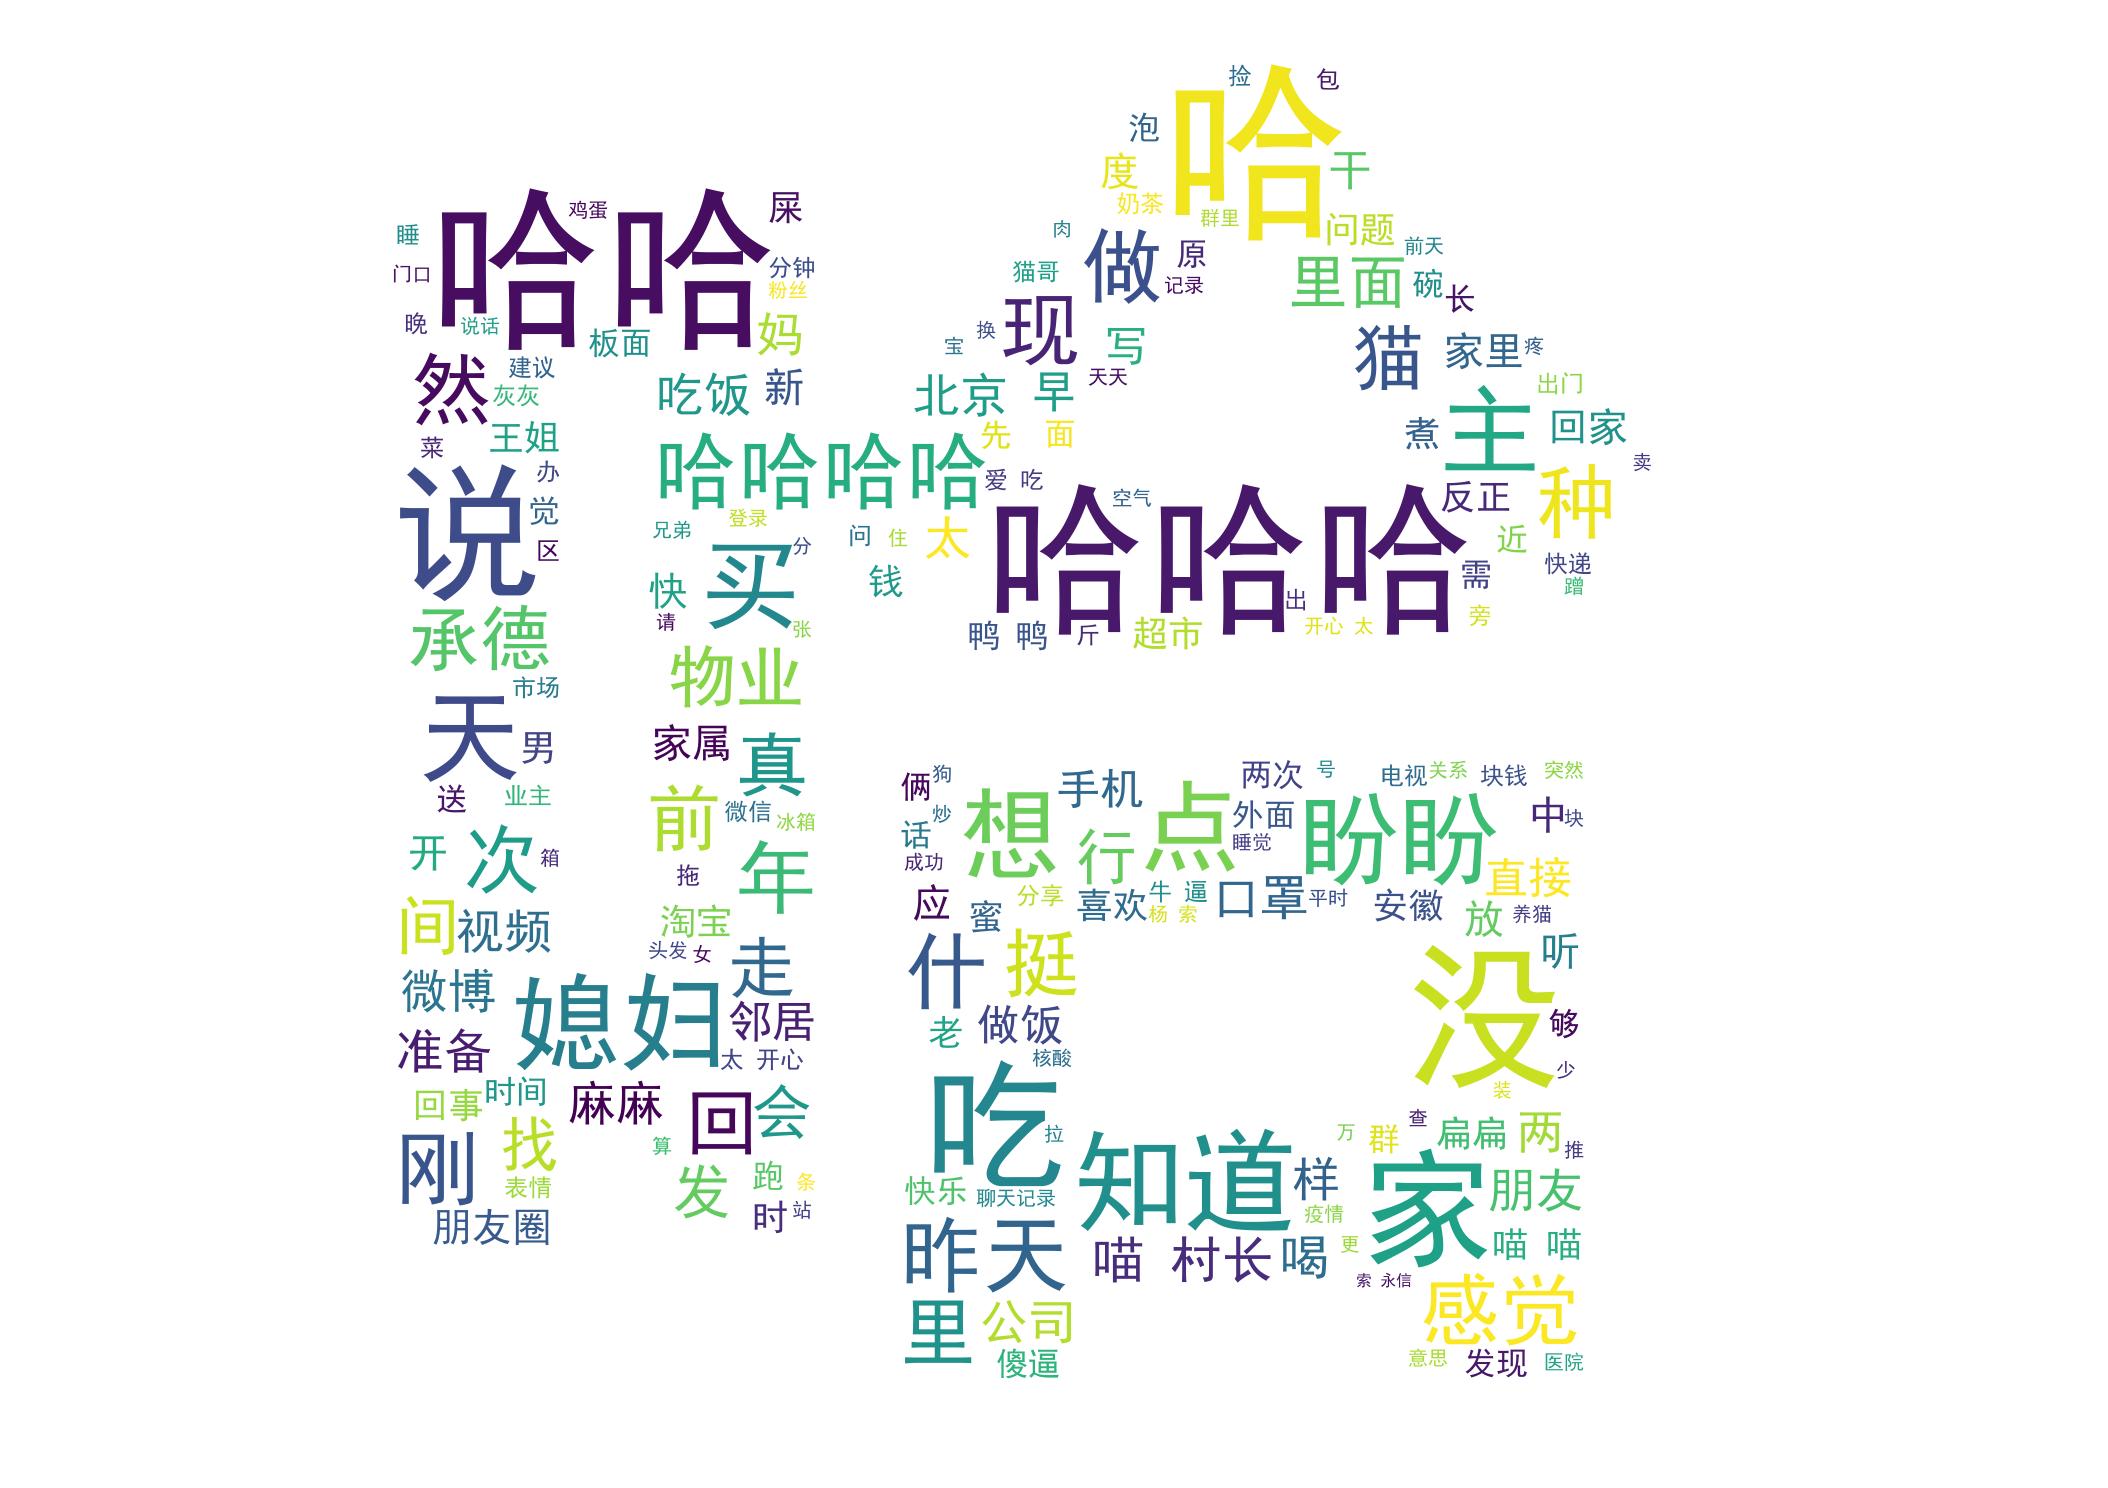 捡 包
哈
泡
度 干
奶茶 群里 问题
哈哈 鸡蛋 屎
睡 门口 分钟 粉丝
晚 说话 板面 妈
肉 做 原 前天
猫哥 记录 里面 碗 长
换 现 写 猫 家里 疼
宝 天天 出门
然 建议 灰灰 吃饭 新
北京 早 主 回家
菜 王姐 先 面 煮
哈哈哈哈 爱 吃 卖
说 办 觉 区
哈哈哈 空气 反正 种
兄弟 登录 问 住 太 近
买 分 快 钱 需 快递 蹭
请 张 出 旁
承德 鸭 鸭 斤 超市 开心 太
物业
市场
天 男 家属 真
送 业主 前 微信 冰箱
俩 狗 手机 两次 号 电视 关系 块钱 突然
话 炒 想 行 点 外面 盼盼 中 块
成功 睡觉 直接
开 次 箱 拖 年
应 蜜 分享 喜欢 牛 逼 口罩 平时 安徽 放 养猫
杨 索
间 视频 淘宝
头发 女 走
什 挺 没 听
微博 媳妇 老 做饭 够
准备 邻居 核酸 少
太 开心 装
回事 时间 麻麻 回 会
吃 拉 知道 样 万 群 查 扁扁 两 推
刚 找 算
表情 发 跑 条
快乐 聊天记录 疫情 家 朋友
朋友圈 时 站
昨天 喵 村长 喝 更 喵 喵
索 永信
里 公司 感觉
傻逼 意思 发现 医院